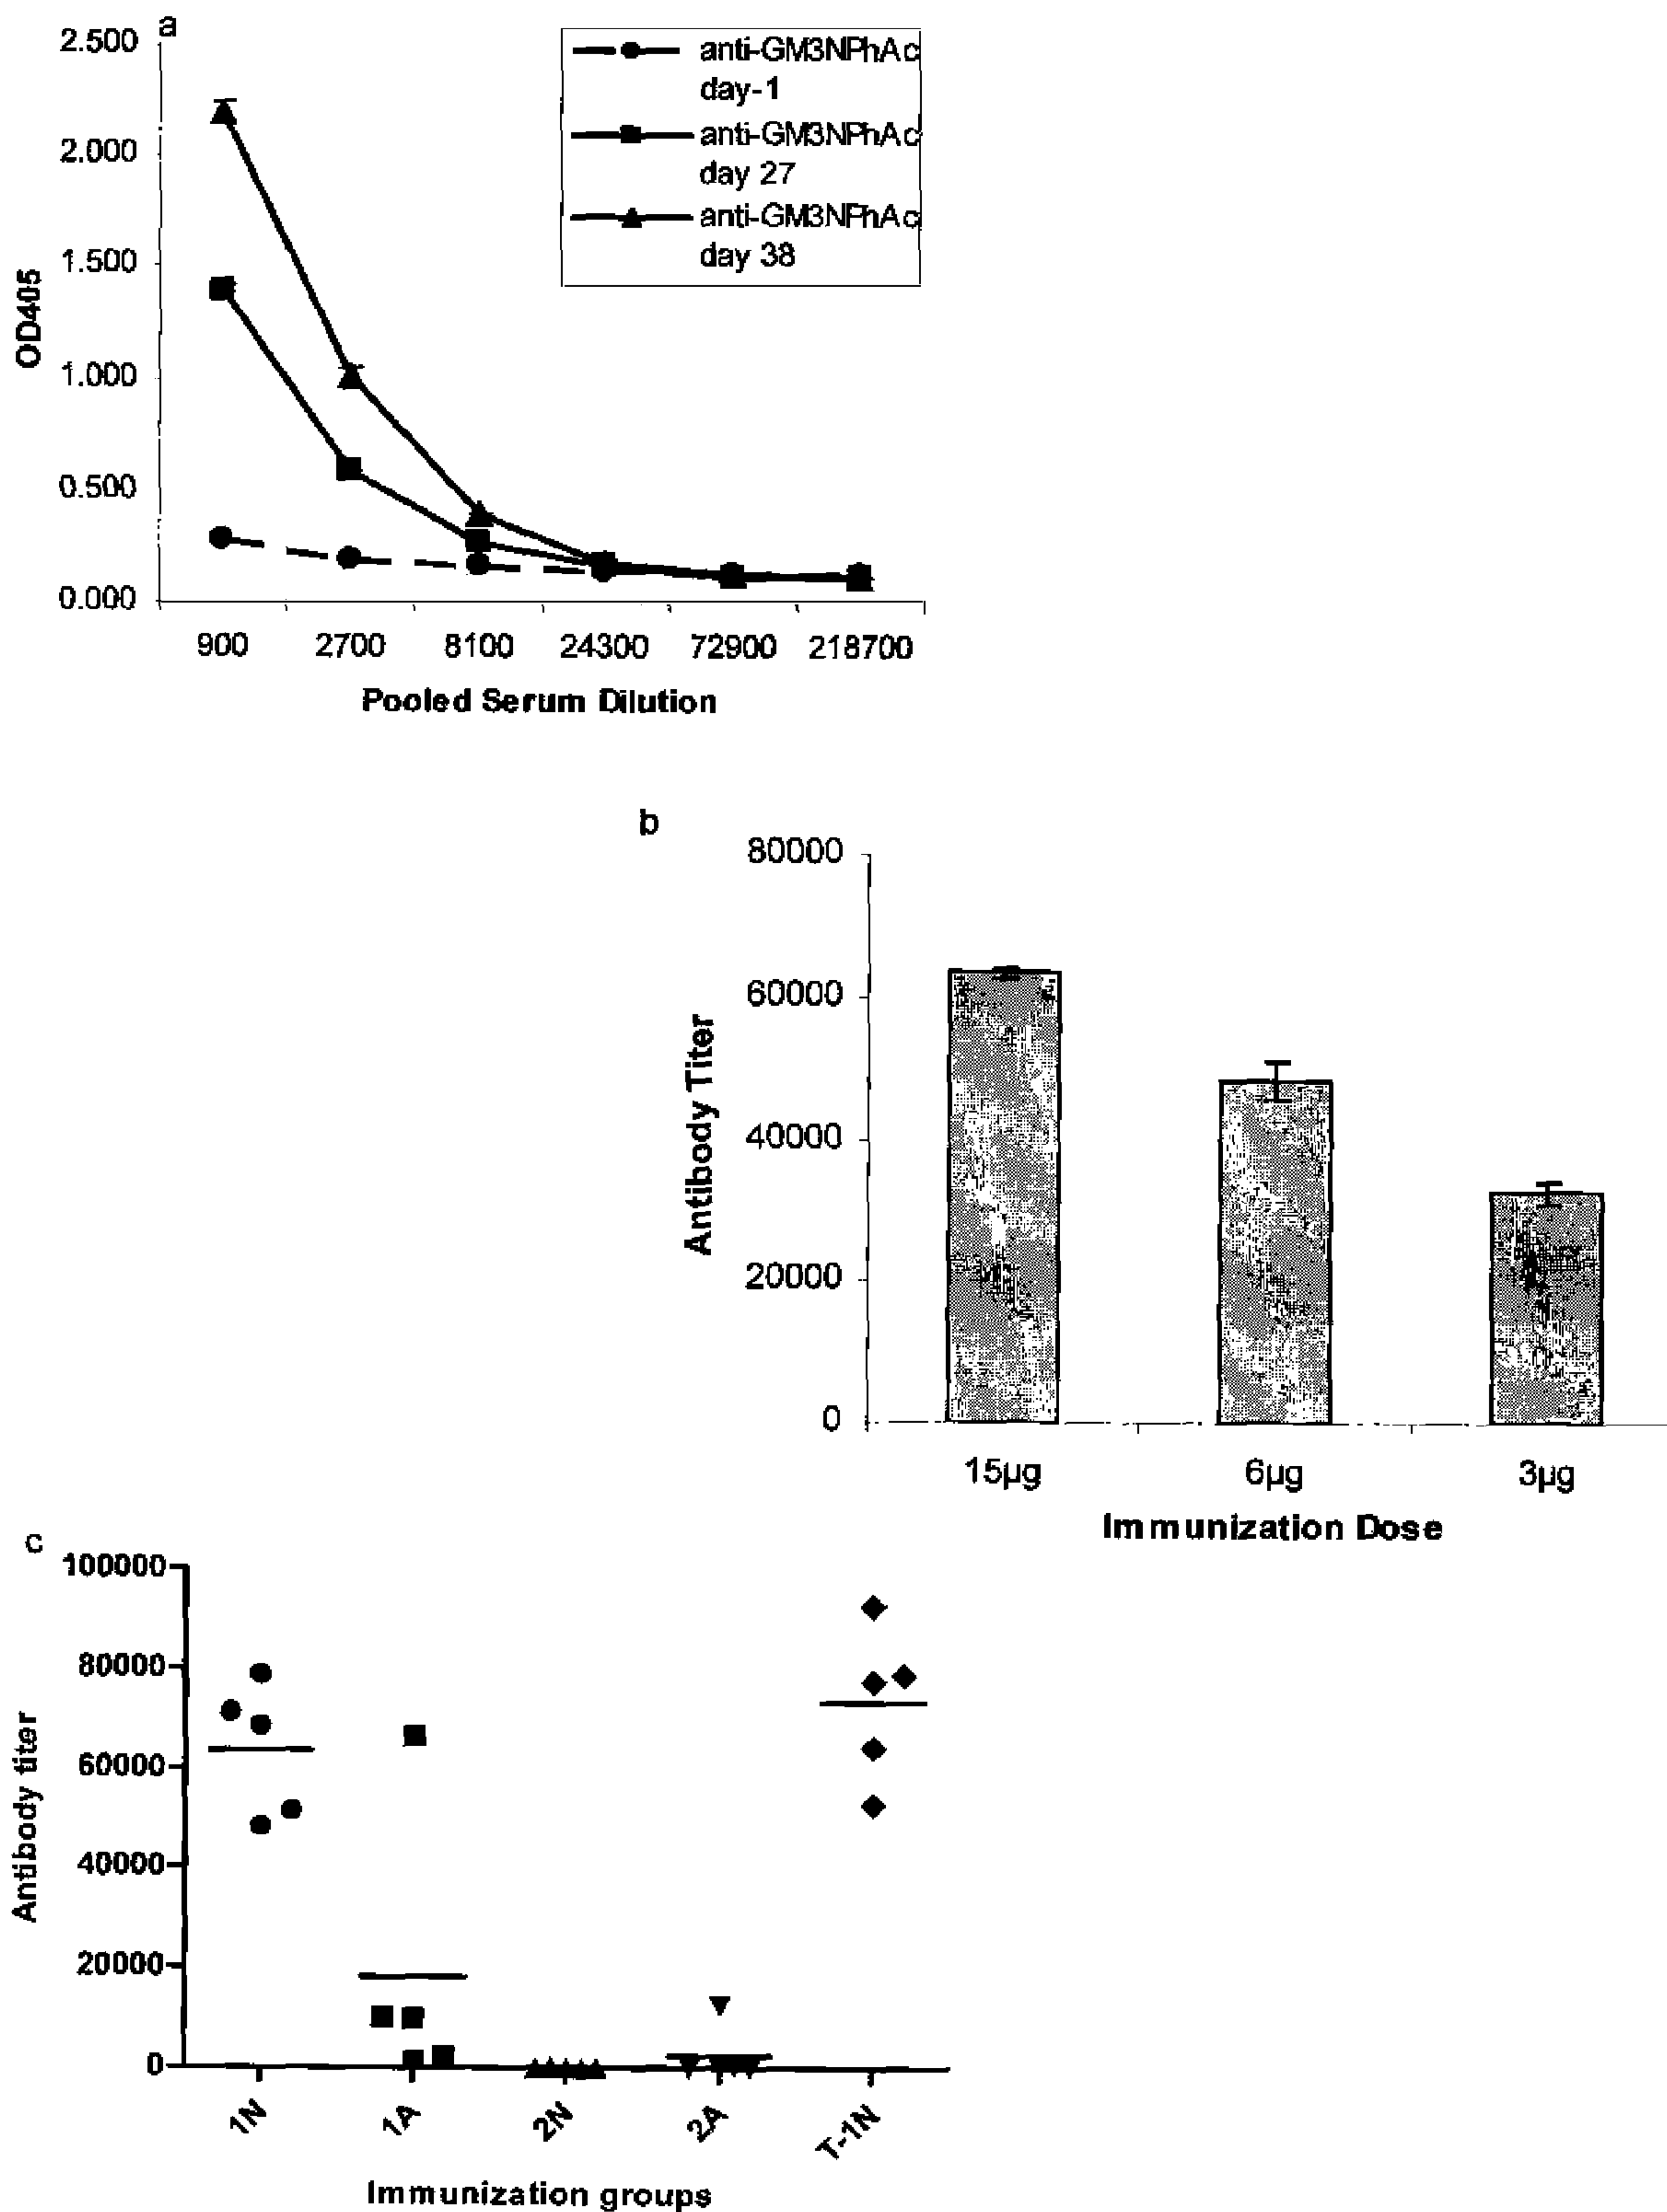 a
2.500
2.000
1.500
1.000
0.500
0.000
OD405
anti-GM3NPhAc
day-1
anti-GM3NPhAc
day 27
anti-GM3NPhAc
day 38
900 2700 8100 24300 72900 218700
Pooled Serum Dilution
b
80000
60000
40000
20000
0
Antibody Titer
15µg 6µg 3µg
Immunization Dose
c
100000
80000
60000
40000
20000
0
Antibody titer
1N 1A 2N 2A T-1N
Immunization groups